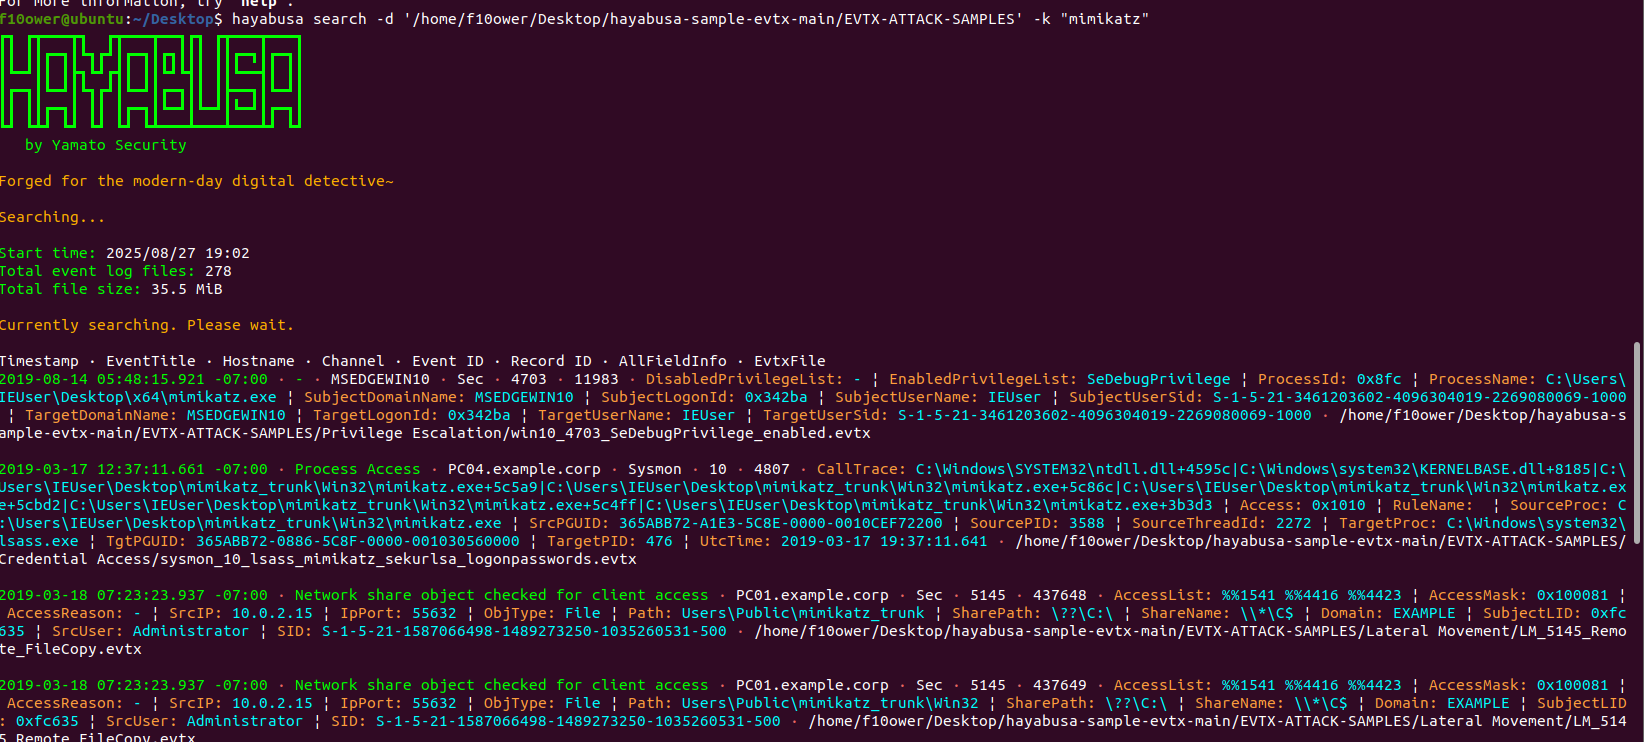 For more information, try 'help'.
f10ower@ubuntu:~/Desktop$ hayabusa search -d '/home/f10ower/Desktop/hayabusa-sample-evtx-main/EVTX-ATTACK-SAMPLES' -k "mimikatz"
HAYABUSA
by Yamato Security
Forged for the modern-day digital detective~
Searching...
Start time: 2025/08/27 19:02
Total event log files: 278
Total file size: 35.5 MiB
Currently searching. Please wait.
Timestamp · EventTitle · Hostname · Channel · Event ID · Record ID · AllFieldInfo · EvtxFile
2019-08-14 05:48:15.921 -07:00 · - · MSEDGEWIN10 · Sec · 4703 · 11983 · DisabledPrivilegeList: - ¦ EnabledPrivilegeList: SeDebugPrivilege ¦ ProcessId: 0x8fc ¦ ProcessName: C:\Users\
IEUser\Desktop\x64\mimikatz.exe ¦ SubjectDomainName: MSEDGEWIN10 ¦ SubjectLogonId: 0x342ba ¦ SubjectUserName: IEUser ¦ SubjectUserSid: S-1-5-21-3461203602-4096304019-2269080069-1000
¦ TargetDomainName: MSEDGEWIN10 ¦ TargetLogonId: 0x342ba ¦ TargetUserName: IEUser ¦ TargetUserSid: S-1-5-21-3461203602-4096304019-2269080069-1000 · /home/f10ower/Desktop/hayabusa-s
ample-evtx-main/EVTX-ATTACK-SAMPLES/Privilege Escalation/win10_4703_SeDebugPrivilege_enabled.evtx
2019-03-17 12:37:11.661 -07:00 · Process Access · PC04.example.corp · Sysmon · 10 · 4807 · CallTrace: C:\Windows\SYSTEM32\ntdll.dll+4595c|C:\Windows\system32\KERNELBASE.dll+8185|C:\
Users\IEUser\Desktop\mimikatz_trunk\Win32\mimikatz.exe+5c5a9|C:\Users\IEUser\Desktop\mimikatz_trunk\Win32\mimikatz.exe+5c86c|C:\Users\IEUser\Desktop\mimikatz_trunk\Win32\mimikatz.ex
e+5cbd2|C:\Users\IEUser\Desktop\mimikatz_trunk\Win32\mimikatz.exe+5c4ff|C:\Users\IEUser\Desktop\mimikatz_trunk\Win32\mimikatz.exe+3b3d3 ¦ Access: 0x1010 ¦ RuleName:  ¦ SourceProc: C
:\Users\IEUser\Desktop\mimikatz_trunk\Win32\mimikatz.exe ¦ SrcPGUID: 365ABB72-A1E3-5C8E-0000-0010CEF72200 ¦ SourcePID: 3588 ¦ SourceThreadId: 2272 ¦ TargetProc: C:\Windows\system32\
lsass.exe ¦ TgtPGUID: 365ABB72-0886-5C8F-0000-001030560000 ¦ TargetPID: 476 ¦ UtcTime: 2019-03-17 19:37:11.641 · /home/f10ower/Desktop/hayabusa-sample-evtx-main/EVTX-ATTACK-SAMPLES/
Credential Access/sysmon_10_lsass_mimikatz_sekurlsa_logonpasswords.evtx
2019-03-18 07:23:23.937 -07:00 · Network share object checked for client access · PC01.example.corp · Sec · 5145 · 437648 · AccessList: %%1541 %%4416 %%4423 ¦ AccessMask: 0x100081 ¦
AccessReason: - ¦ SrcIP: 10.0.2.15 ¦ IpPort: 55632 ¦ ObjType: File ¦ Path: Users\Public\mimikatz_trunk ¦ SharePath: \??\C:\ ¦ ShareName: \\*\C$ ¦ Domain: EXAMPLE ¦ SubjectLID: 0xfc
635 ¦ SrcUser: Administrator ¦ SID: S-1-5-21-1587066498-1489273250-1035260531-500 · /home/f10ower/Desktop/hayabusa-sample-evtx-main/EVTX-ATTACK-SAMPLES/Lateral Movement/LM_5145_Remo
te_FileCopy.evtx
2019-03-18 07:23:23.937 -07:00 · Network share object checked for client access · PC01.example.corp · Sec · 5145 · 437649 · AccessList: %%1541 %%4416 %%4423 ¦ AccessMask: 0x100081 ¦
AccessReason: - ¦ SrcIP: 10.0.2.15 ¦ IpPort: 55632 ¦ ObjType: File ¦ Path: Users\Public\mimikatz_trunk\Win32 ¦ SharePath: \??\C:\ ¦ ShareName: \\*\C$ ¦ Domain: EXAMPLE ¦ SubjectLID
: 0xfc635 ¦ SrcUser: Administrator ¦ SID: S-1-5-21-1587066498-1489273250-1035260531-500 · /home/f10ower/Desktop/hayabusa-sample-evtx-main/EVTX-ATTACK-SAMPLES/Lateral Movement/LM_514
5_Remote_FileCopy.evtx